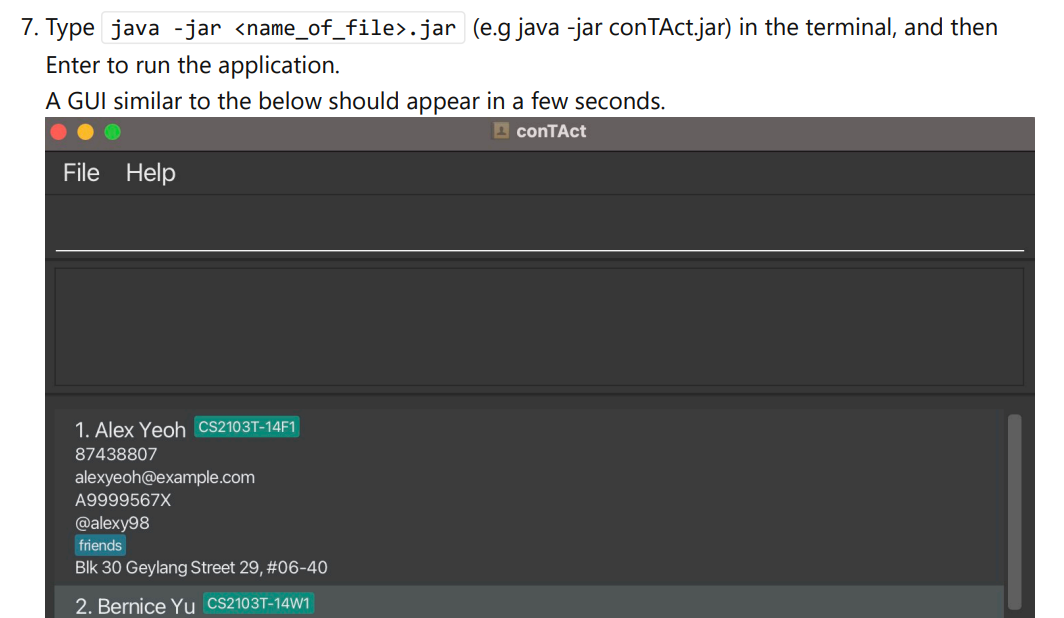 7. Type java -jar <name_of_file>.jar (e.g java -jar conTAct.jar) in the terminal, and then
Enter to run the application.
A GUI similar to the below should appear in a few seconds.
conTAct
File Help
1. Alex Yeoh CS2103T-14F1
87438807
alexyeoh@example.com
A9999567X
@alexy98
friends
Blk 30 Geylang Street 29, #06-40
2. Bernice Yu CS2103T-14W1